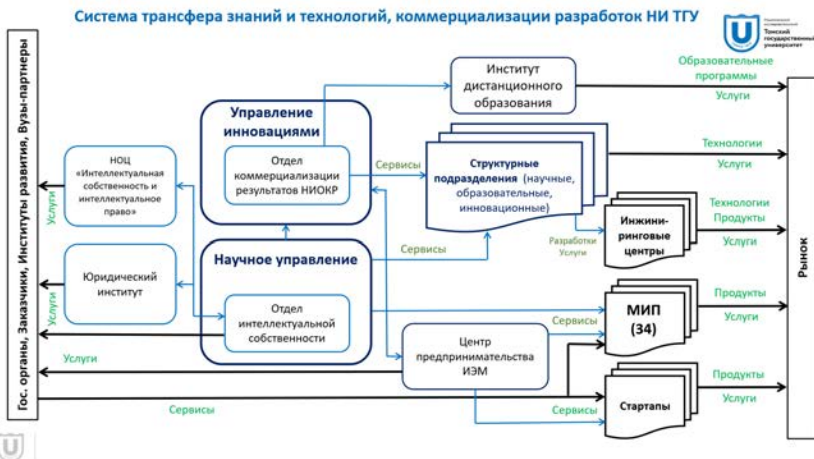 Система трансфера знаний и технологий, коммерциализации разработок НИ ТГУ
Томский
государственный
университет
Гос. органы, Заказчики, Институты развития, Вузы-партнеры
НОЦ
«Интеллектуальная
собственность и
интеллектуальное
право»
Услуги
Юридический
институт
Услуги
Услуги
Сервисы
Управление
инновациями
Отдел
коммерциализации
результатов НИОКР
Научное управление
Отдел
интеллектуальной
собственности
Сервисы
Сервисы
Институт
дистанционного
образования
Структурные
подразделения (научные,
образовательные,
инновационные)
Разработки
Услуги
Центр
предпринимательства
ИЭМ
Сервисы
Сервисы
Инжини-
ринговые
центры
МИП
(34)
Стартапы
Образовательные
программы
Услуги
Технологии
Услуги
Технологии
Продукты
Услуги
Продукты
Услуги
Продукты
Услуги
Рынок